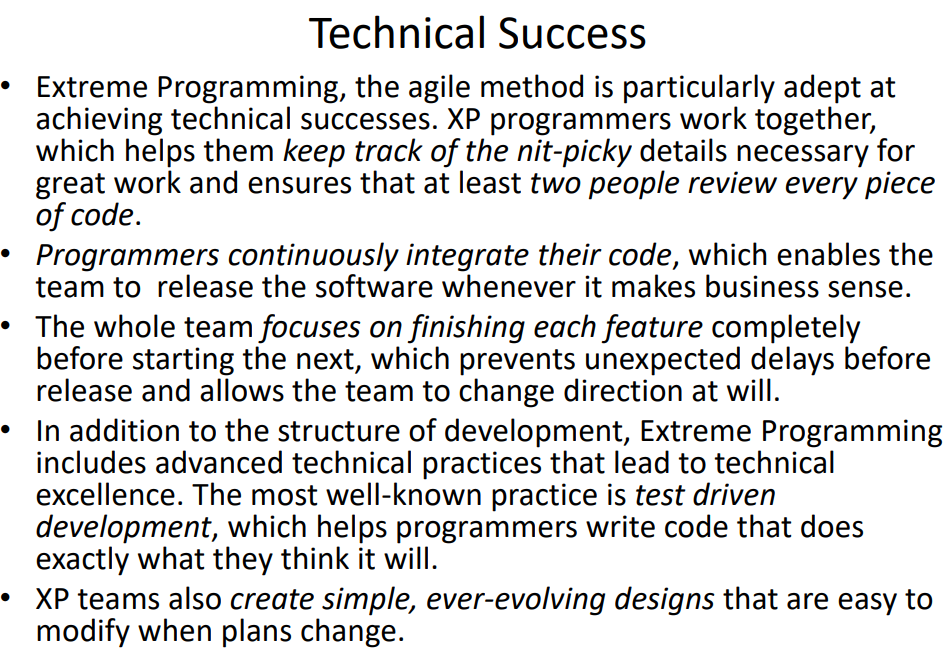 Technical Success
• Extreme Programming, the agile method is particularly adept at
achieving technical successes. XP programmers work together,
which helps them keep track of the nit-picky details necessary for
great work and ensures that at least two people review every piece
of code.
• Programmers continuously integrate their code, which enables the
team to  release the software whenever it makes business sense.
• The whole team focuses on finishing each feature completely
before starting the next, which prevents unexpected delays before
release and allows the team to change direction at will.
• In addition to the structure of development, Extreme Programming
includes advanced technical practices that lead to technical
excellence. The most well-known practice is test driven
development, which helps programmers write code that does
exactly what they think it will.
• XP teams also create simple, ever-evolving designs that are easy to
modify when plans change.